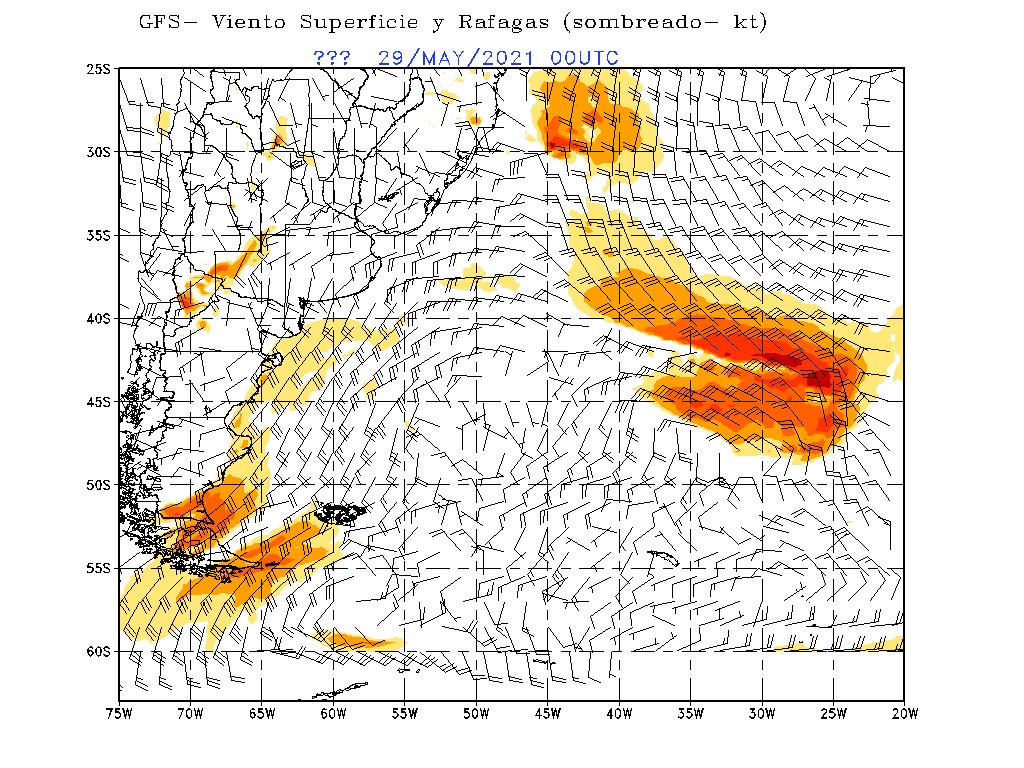 GFS− Viento Superficie y Rafagas (sombreado− kt)
??? 29/MAY/2021 00UTC
25S
30S
35S
40S
45S
50S
55S
60S
75W 70W 65W 60W 55W 50W 45W 40W 35W 30W 25W 20W